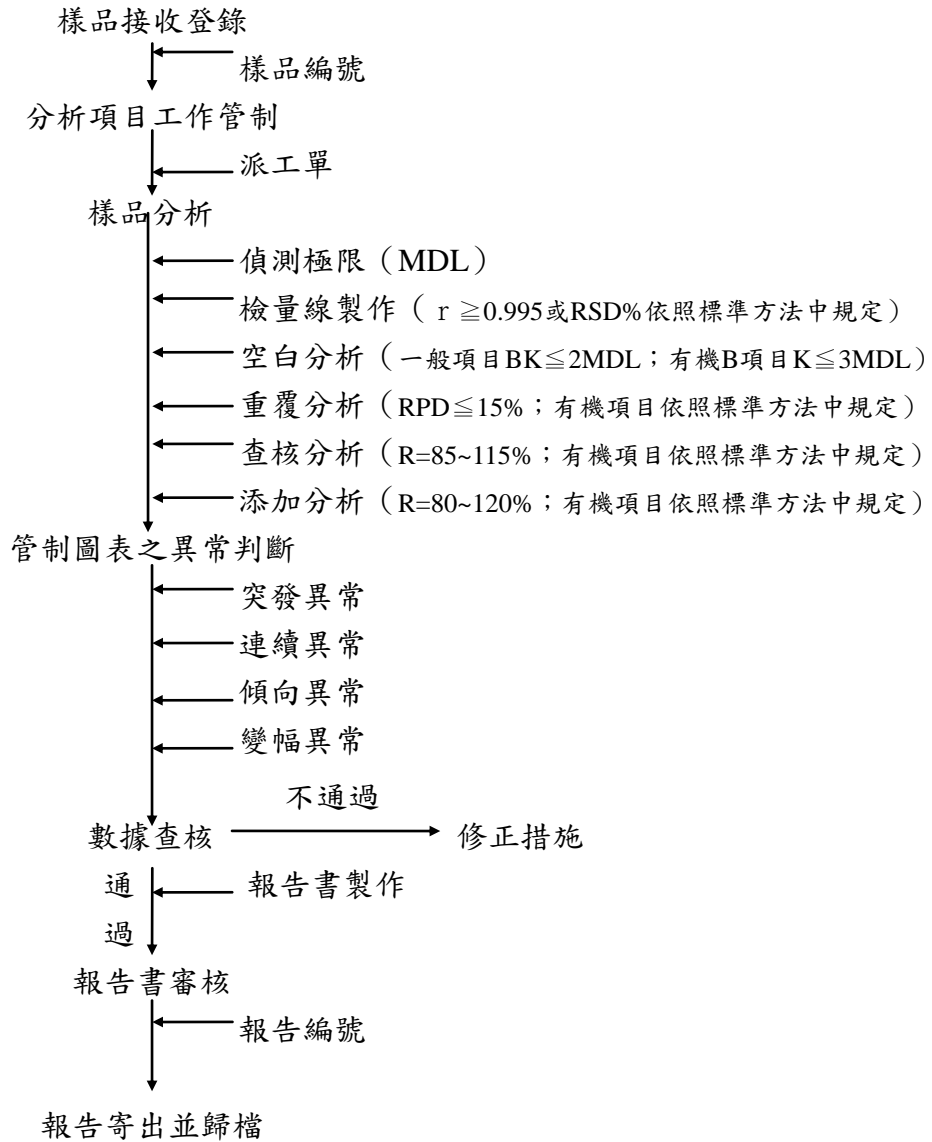 樣品接收登錄
樣品編號
分析項目工作管制
派工單
樣品分析
偵測極限（MDL）
檢量線製作（ｒ≧0.995或RSD%依照標準方法中規定）
空白分析（一般項目BK≦2MDL；有機B項目K≦3MDL）
重覆分析（RPD≦15%；有機項目依照標準方法中規定）
查核分析（R=85~115%；有機項目依照標準方法中規定）
添加分析（R=80~120%；有機項目依照標準方法中規定）
管制圖表之異常判斷
突發異常
連續異常
傾向異常
變幅異常
不通過
數據查核
修正措施
通
報告書製作
過
報告書審核
報告編號
報告寄出並歸檔